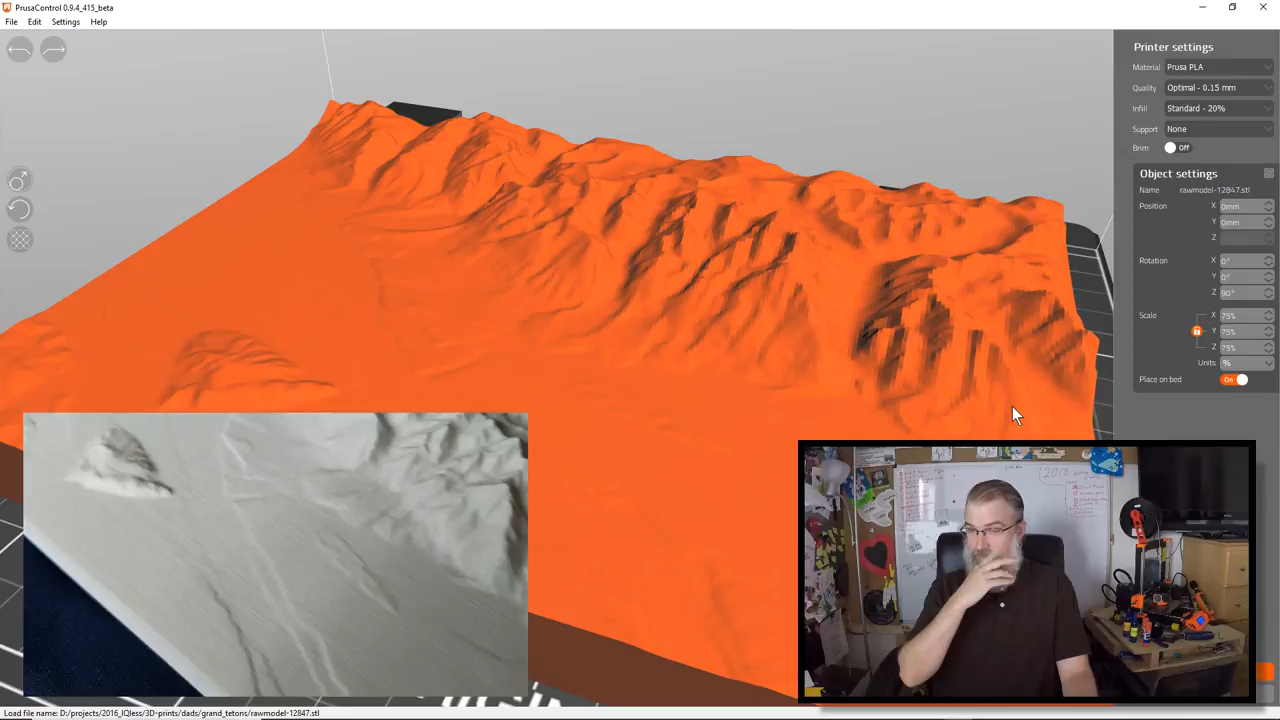 PrusaControl 0.9.4_415_beta
File Edit Settings Help
Printer settings
Material Prusa PLA
Quality Optimal - 0.15 mm
Infill Standard - 20%
Support None
Brim Off
Object settings
Name rawmodel-12847.stl
Position X 0mm
Y 0mm
Z
Rotation X 0°
Y 0°
Z 90°
Scale X 75%
Y 75%
Z 75%
Units %
Place on bed On
2018
Load file name: D:/projects/2016_IQless/3D-prints/dads/grand_tetons/rawmodel-12847.stl